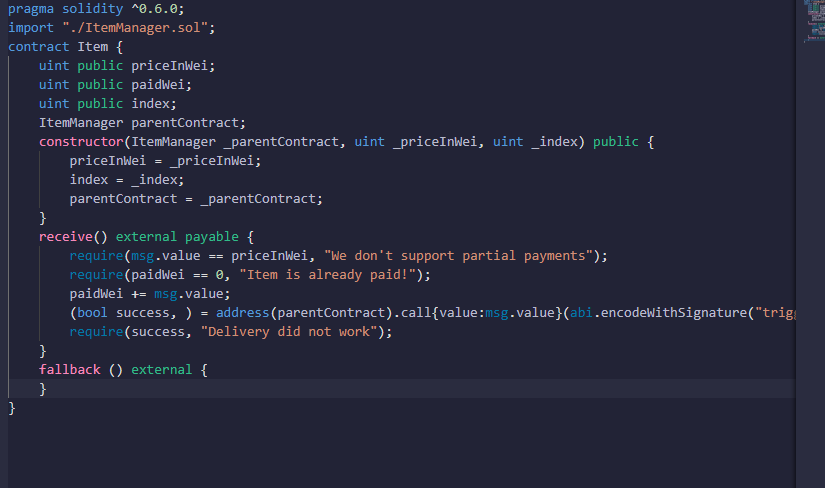 pragma solidity ^0.6.0;
import "./ItemManager.sol";
contract Item {
    uint public priceInWei;
    uint public paidWei;
    uint public index;
    ItemManager parentContract;
    constructor(ItemManager _parentContract, uint _priceInWei, uint _index) public {
        priceInWei = _priceInWei;
        index = _index;
        parentContract = _parentContract;
    }
    receive() external payable {
        require(msg.value == priceInWei, "We don't support partial payments");
        require(paidWei == 0, "Item is already paid!");
        paidWei += msg.value;
        (bool success, ) = address(parentContract).call{value:msg.value}(abi.encodeWithSignature("trig
        require(success, "Delivery did not work");
    }
    fallback () external {
    }
}